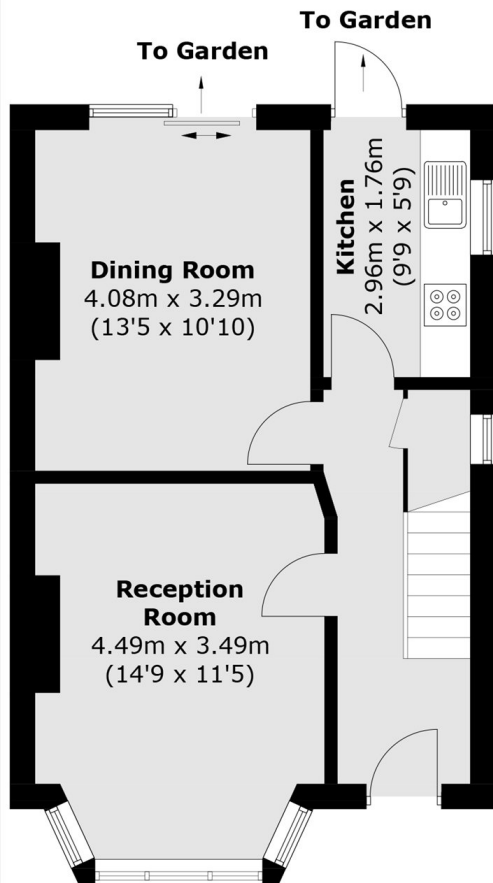 To Garden
To Garden
Dining Room
4.08m x 3.29m
(13'5 x 10'10)
Kitchen
2.96m x 1.76m
(9'9 x 5'9)
Reception
Room
4.49m x 3.49m
(14'9 x 11'5)